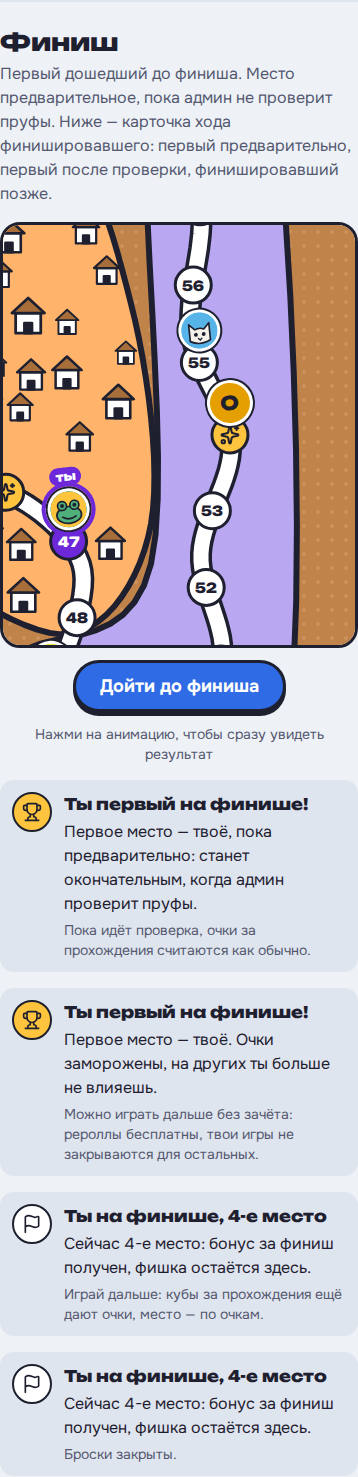 Финиш
Первый дошедший до финиша. Место
предварительное, пока админ не проверит
пруфы. Ниже — карточка хода
финишировавшего: первый предварительно,
первый после проверки, финишировавший
позже.
56
55
ты
47
53
52
48
Дойти до финиша
Нажми на анимацию, чтобы сразу увидеть
результат
Ты первый на финише!
Первое место — твоё, пока
предварительно: станет
окончательным, когда админ
проверит пруфы.
Пока идёт проверка, очки за
прохождения считаются как обычно.
Ты первый на финише!
Первое место — твоё. Очки
заморожены, на других ты больше
не влияешь.
Можно играть дальше без зачёта:
рероллы бесплатны, твои игры не
закрываются для остальных.
Ты на финише, 4-е место
Сейчас 4-е место: бонус за финиш
получен, фишка остаётся здесь.
Играй дальше: кубы за прохождения ещё
дают очки, место — по очкам.
Ты на финише, 4-е место
Сейчас 4-е место: бонус за финиш
получен, фишка остаётся здесь.
Броски закрыты.